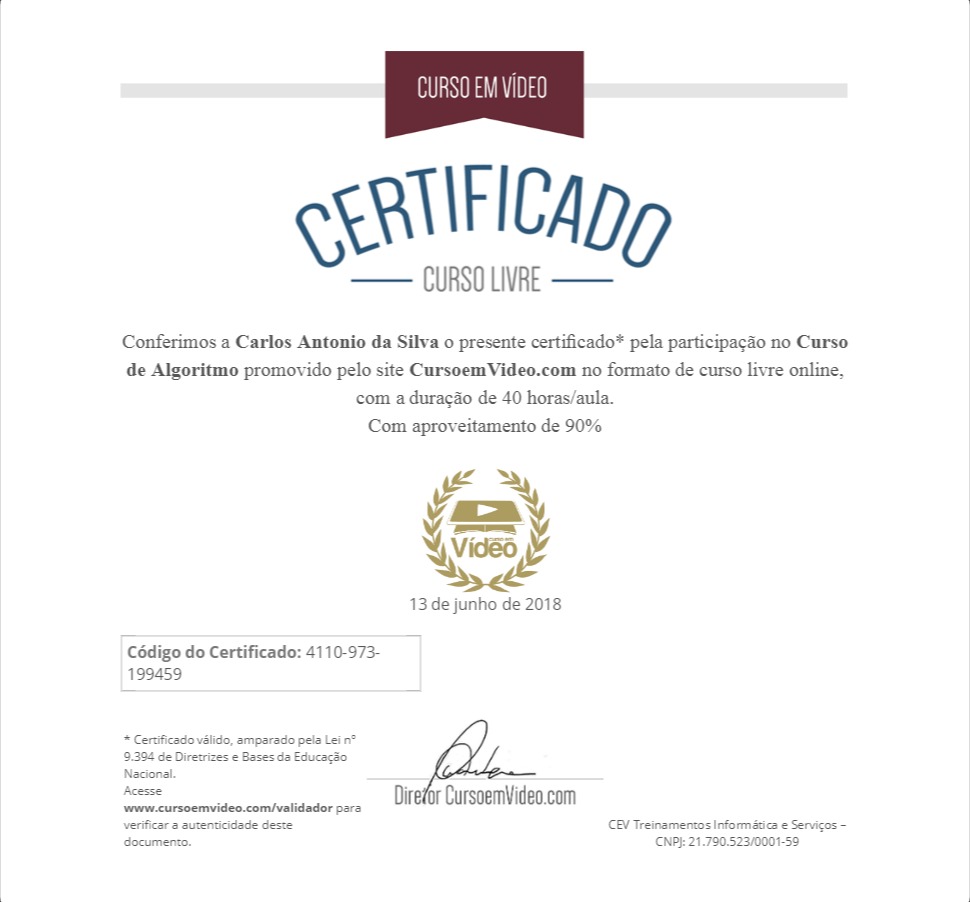 CURSO EM VÍDEO
CERTIFICADO
CURSO LIVRE
Conferimos a Carlos Antonio da Silva o presente certificado* pela participação no Curso
de Algoritmo promovido pelo site CursoemVideo.com no formato de curso livre online,
com a duração de 40 horas/aula.
Com aproveitamento de 90%
curso em
Vídeo
13 de junho de 2018
Código do Certificado: 4110-973-
199459
* Certificado válido, amparado pela Lei nº
9.394 de Diretrizes e Bases da Educação
Nacional.
Acesse
www.cursoemvideo.com/validador para
verificar a autenticidade deste
documento.
Diretor CursoemVideo.com
CEV Treinamentos Informática e Serviços –
CNPJ: 21.790.523/0001-59